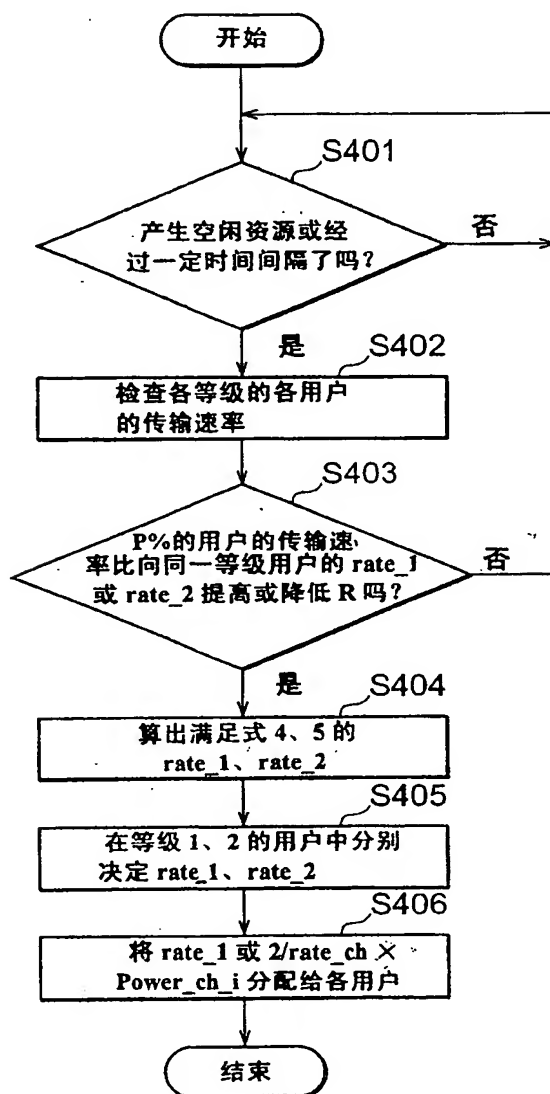 开始
S401
产生空闲资源或经
过一定时间间隔了吗?
否
是
S402
检查各等级的各用户
的传输速率
S403
P%的用户的传输速
率比向同一等级用户的 rate_1
或 rate_2 提高或降低 R 吗?
否
是
S404
算出满足式 4、5 的
rate_1、rate_2
S405
在等级 1、2 的用户中分别
决定 rate_1、rate_2
S406
将 rate_1 或 2/rate_ch ×
Power_ch_i 分配给各用户
结束